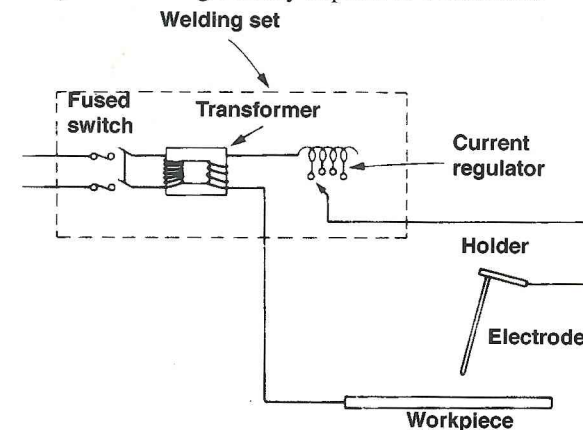 Welding set
Fused
switch
Transformer
Current
regulator
Holder
Electrode
Workpiece